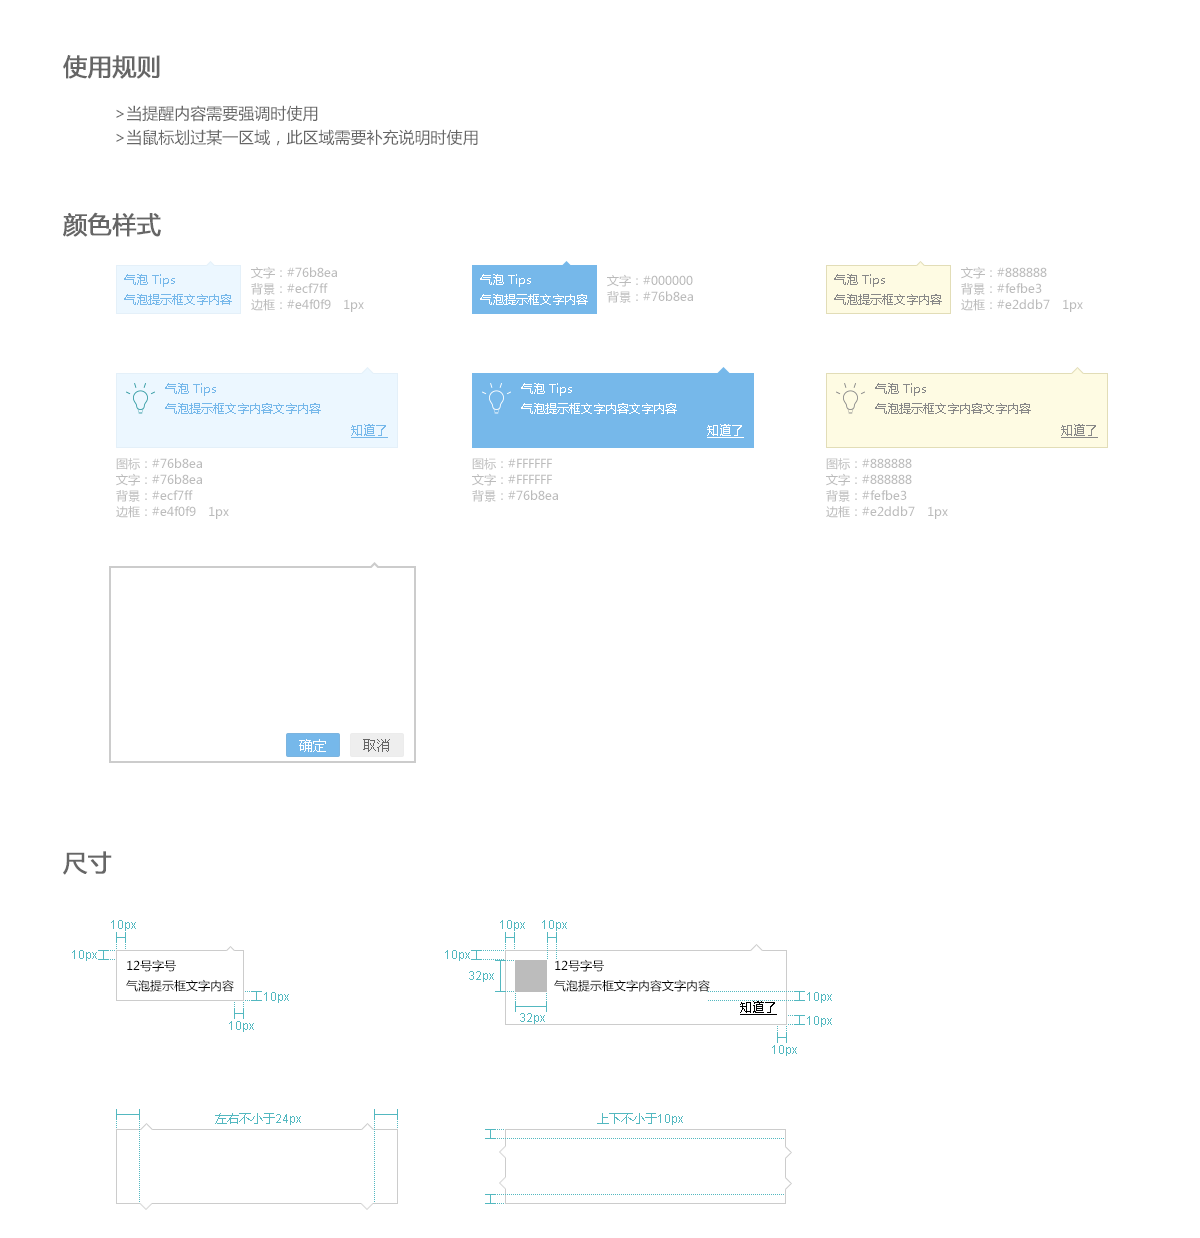 使用规则
>当提醒内容需要强调时使用
>当鼠标划过某一区域，此区域需要补充说明时使用
颜色样式
气泡 Tips
气泡提示框文字内容
文字：#76b8ea
背景：#ecf7ff
边框：#e4f0f9 1px
气泡 Tips
气泡提示框文字内容
文字：#000000
背景：#76b8ea
气泡 Tips
气泡提示框文字内容
文字：#888888
背景：#fefbe3
边框：#e2ddb7 1px
气泡 Tips
气泡提示框文字内容文字内容
知道了
图标：#76b8ea
文字：#76b8ea
背景：#ecf7ff
边框：#e4f0f9 1px
气泡 Tips
气泡提示框文字内容文字内容
知道了
图标：#FFFFFF
文字：#FFFFFF
背景：#76b8ea
气泡 Tips
气泡提示框文字内容文字内容
知道了
图标：#888888
文字：#888888
背景：#fefbe3
边框：#e2ddb7 1px
确定
取消
尺寸
10px
10px
12号字号
气泡提示框文字内容
10px
10px
10px
10px
10px
32px
32px
12号字号
气泡提示框文字内容文字内容
知道了
10px
10px
10px
左右不小于24px
上下不小于10px